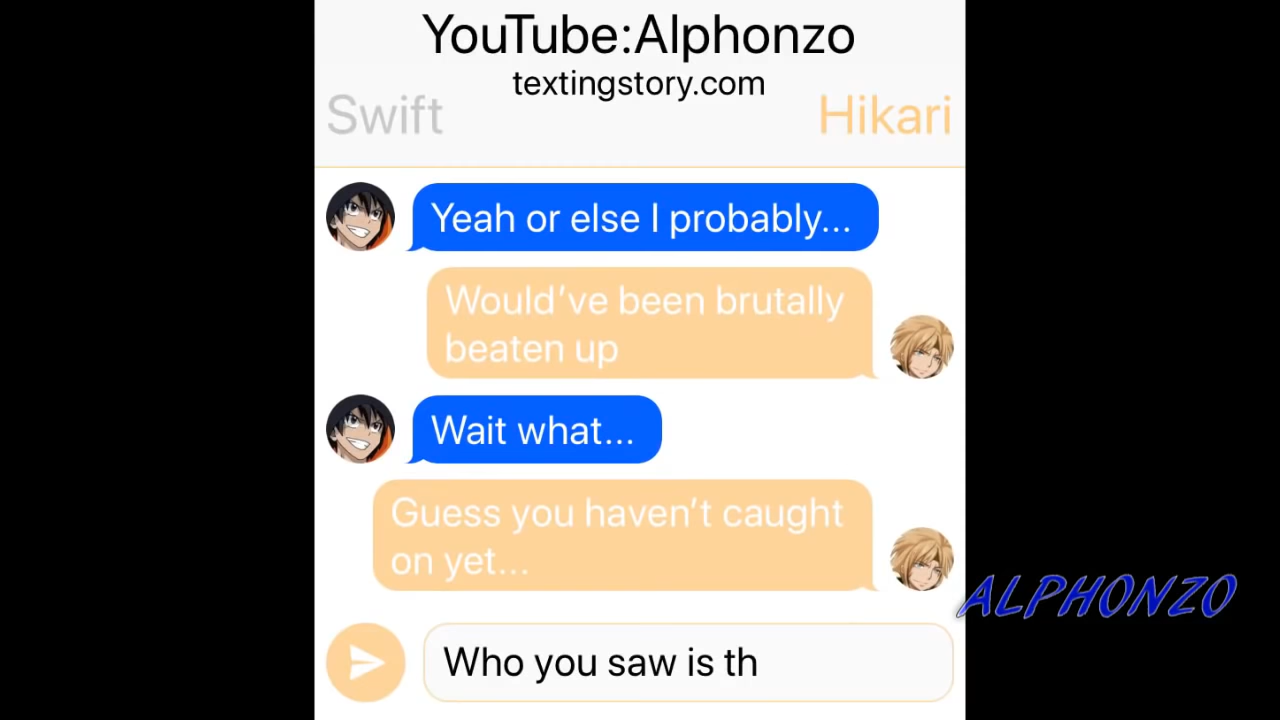 YouTube:Alphonzo
textingstory.com
Swift
Hikari
Yeah or else I probably...
Would've been brutally
beaten up
Wait what...
Guess you haven't caught
on yet...
Who you saw is th
ALPHONZO